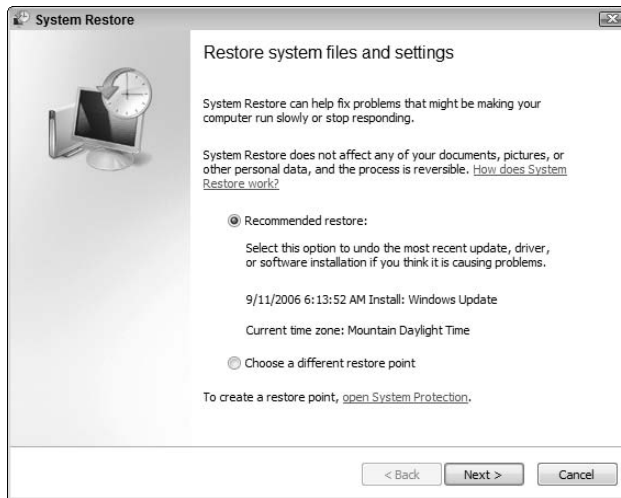 System Restore
Restore system files and settings
System Restore can help fix problems that might be making your
computer run slowly or stop responding.
System Restore does not affect any of your documents, pictures, or
other personal data, and the process is reversible. How does System
Restore work?
Recommended restore:
Select this option to undo the most recent update, driver,
or software installation if you think it is causing problems.
9/11/2006 6:13:52 AM Install: Windows Update
Current time zone: Mountain Daylight Time
Choose a different restore point
To create a restore point, open System Protection.
< Back Next > Cancel